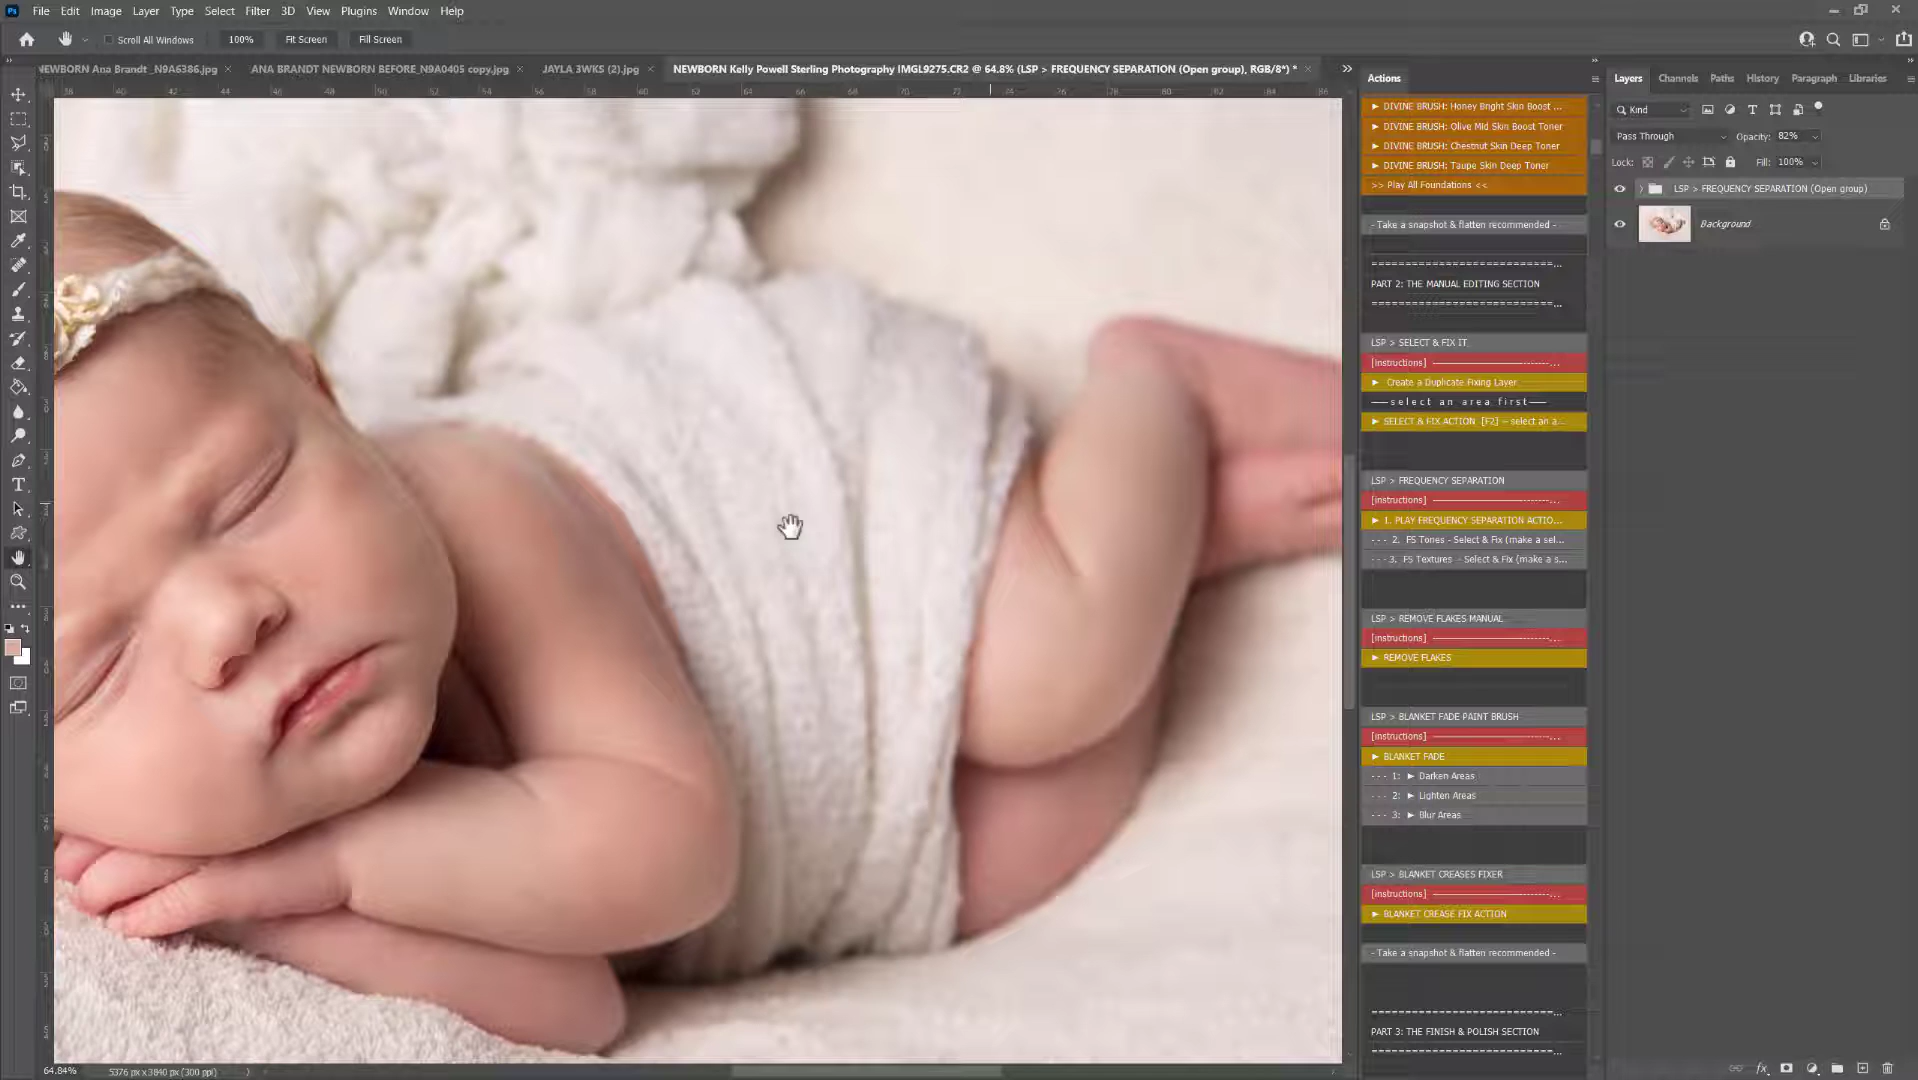 Ps File Edit Image Layer Type Select Filter 3D View Plugins Window Help
Scroll All Windows 100% Fit Screen Fill Screen
NEWBORN Ana Brandt _N9A6386.jpg × ANA BRANDT NEWBORN BEFORE_N9A0405 copy.jpg × JAYLA 3WKS (2).jpg × NEWBORN Kelly Powell Sterling Photography IMGL9275.CR2 @ 64.8% (LSP > FREQUENCY SEPARATION (Open group), RGB/8*) * ×
Actions
► DIVINE BRUSH: Honey Bright Skin Boost ...
► DIVINE BRUSH: Olive Mid Skin Boost Toner
► DIVINE BRUSH: Chestnut Skin Deep Toner
► DIVINE BRUSH: Taupe Skin Deep Toner
>> Play All Foundations <<
- Take a snapshot & flatten recommended -
==========================...
PART 2: THE MANUAL EDITING SECTION
==========================...
LSP > SELECT & FIX IT
[instructions] ---------------------------...
► Create a Duplicate Fixing Layer
-----s e l e c t a n a r e a f i r s t-----
► SELECT & FIX ACTION [F2] -- select an a...
LSP > FREQUENCY SEPARATION
[instructions] ---------------------------...
► 1. PLAY FREQUENCY SEPARATION ACTIO...
--- 2. FS Tones - Select & Fix (make a sel...
--- 3. FS Textures - Select & Fix (make a s...
LSP > REMOVE FLAKES MANUAL
[instructions] ---------------------------...
► REMOVE FLAKES
LSP > BLANKET FADE PAINT BRUSH
[instructions] ---------------------------...
► BLANKET FADE
--- 1: ► Darken Areas
--- 2: ► Lighten Areas
--- 3: ► Blur Areas
LSP > BLANKET CREASES FIXER
[instructions] ---------------------------...
► BLANKET CREASE FIX ACTION
- Take a snapshot & flatten recommended -
==========================...
PART 3: THE FINISH & POLISH SECTION
==========================...
Layers Channels Paths History Paragraph Libraries
Kind
Pass Through Opacity: 82%
Lock: Fill: 100%
LSP > FREQUENCY SEPARATION (Open group)
Background
64.84% 5376 px x 3840 px (300 ppi)